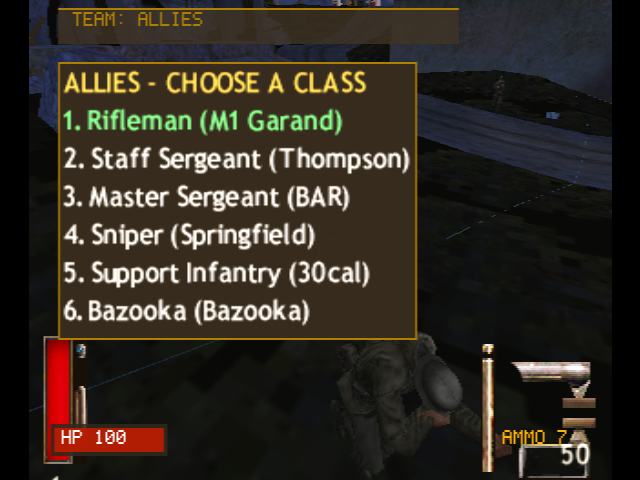 TEAM: ALLIES
ALLIES - CHOOSE A CLASS
1. Rifleman (M1 Garand)
2. Staff Sergeant (Thompson)
3. Master Sergeant (BAR)
4. Sniper (Springfield)
5. Support Infantry (30cal)
6. Bazooka (Bazooka)
HP 100
AMMO 7
50